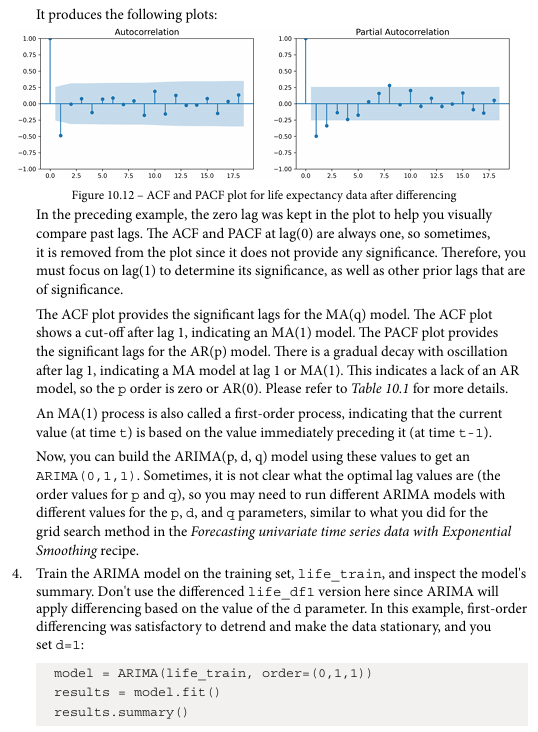 It produces the following plots:
Autocorrelation
1.00
0.75
0.50
0.25
0.00
−0.25
−0.50
−0.75
−1.00
0.0 2.5 5.0 7.5 10.0 12.5 15.0 17.5
Partial Autocorrelation
1.00
0.75
0.50
0.25
0.00
−0.25
−0.50
−0.75
−1.00
0.0 2.5 5.0 7.5 10.0 12.5 15.0 17.5
Figure 10.12 – ACF and PACF plot for life expectancy data after differencing
In the preceding example, the zero lag was kept in the plot to help you visually
compare past lags. The ACF and PACF at lag(0) are always one, so sometimes,
it is removed from the plot since it does not provide any significance. Therefore, you
must focus on lag(1) to determine its significance, as well as other prior lags that are
of significance.
The ACF plot provides the significant lags for the MA(q) model. The ACF plot
shows a cut-off after lag 1, indicating an MA(1) model. The PACF plot provides
the significant lags for the AR(p) model. There is a gradual decay with oscillation
after lag 1, indicating a MA model at lag 1 or MA(1). This indicates a lack of an AR
model, so the p order is zero or AR(0). Please refer to Table 10.1 for more details.
An MA(1) process is also called a first-order process, indicating that the current
value (at time t) is based on the value immediately preceding it (at time t-1).
Now, you can build the ARIMA(p, d, q) model using these values to get an
ARIMA(0,1,1). Sometimes, it is not clear what the optimal lag values are (the
order values for p and q), so you may need to run different ARIMA models with
different values for the p, d, and q parameters, similar to what you did for the
grid search method in the Forecasting univariate time series data with Exponential
Smoothing recipe.
4. Train the ARIMA model on the training set, life_train, and inspect the model's
summary. Don't use the differenced life_df1 version here since ARIMA will
apply differencing based on the value of the d parameter. In this example, first-order
differencing was satisfactory to detrend and make the data stationary, and you
set d=1:
model = ARIMA(life_train, order=(0,1,1))
results = model.fit()
results.summary()